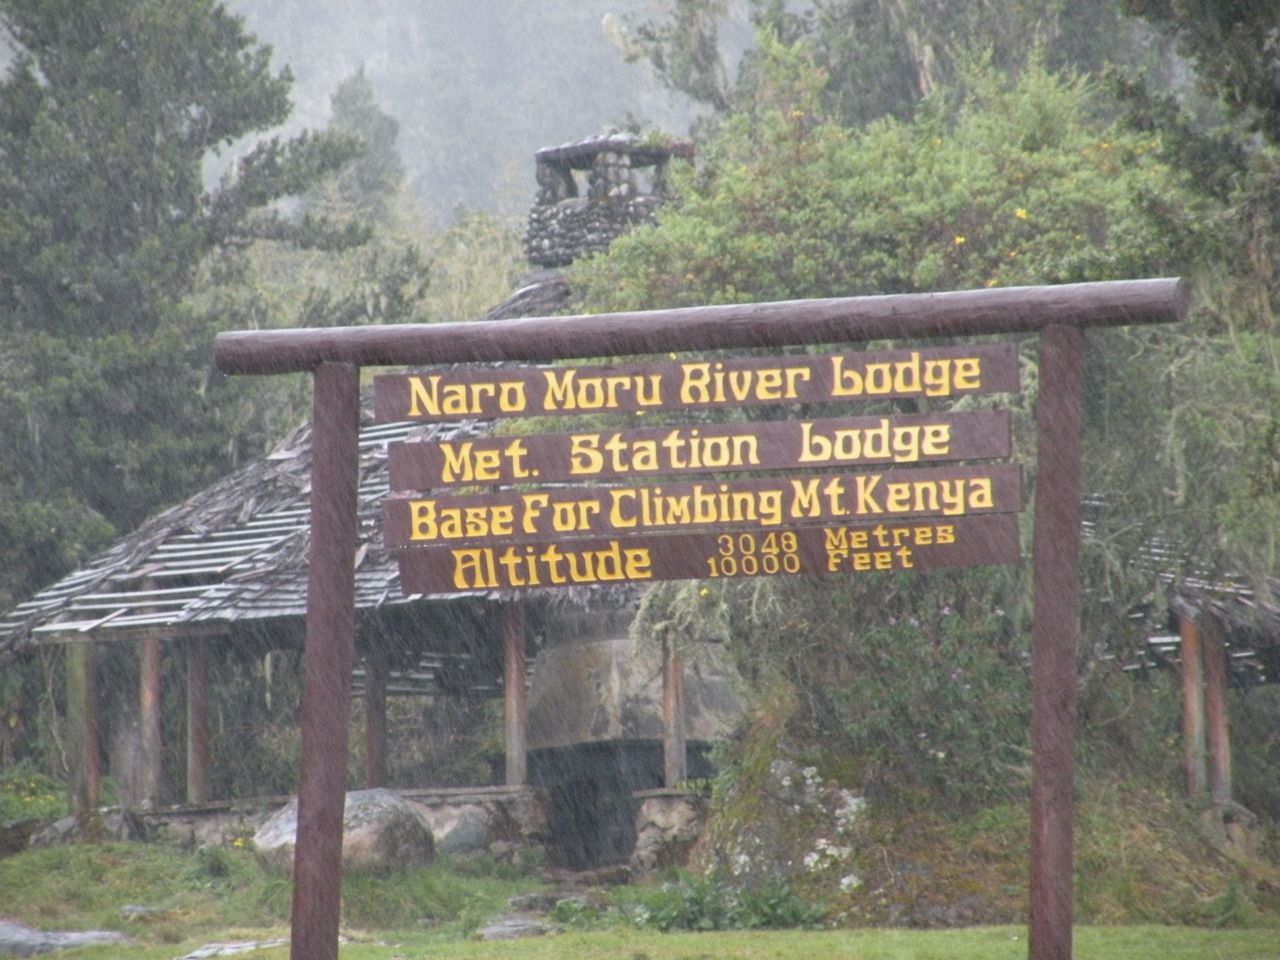 Naro Moru River Lodge
Met. Station Lodge
Base For Climbing Mt. Kenya
Altitude 3048 Metres
10000 Feet